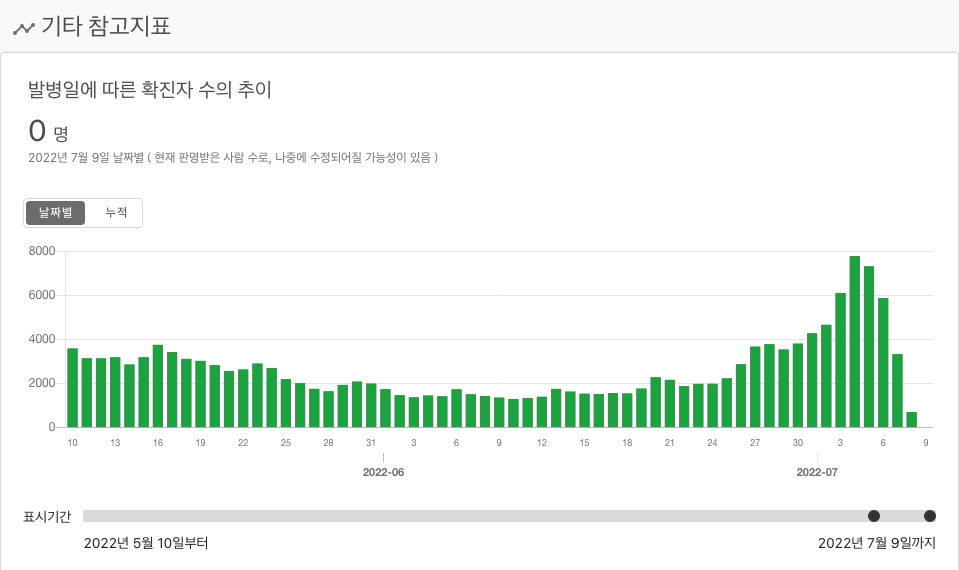 기타 참고지표
발병일에 따른 확진자 수의 추이
0 명
2022년 7월 9일 날짜별 ( 현재 판명받은 사람 수로, 나중에 수정되어질 가능성이 있음 )
날짜별 누적
8000
6000
4000
2000
0
10 13 16 19 22 25 28 31 3 6 9 12 15 18 21 24 27 30 3 6 9
2022-06 2022-07
표시기간
2022년 5월 10일부터 2022년 7월 9일까지